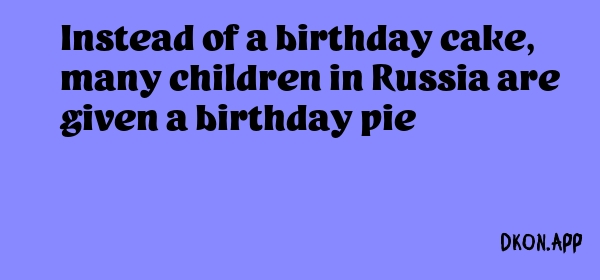 Instead of a birthday cake,
many children in Russia are
given a birthday pie
DKON.APP